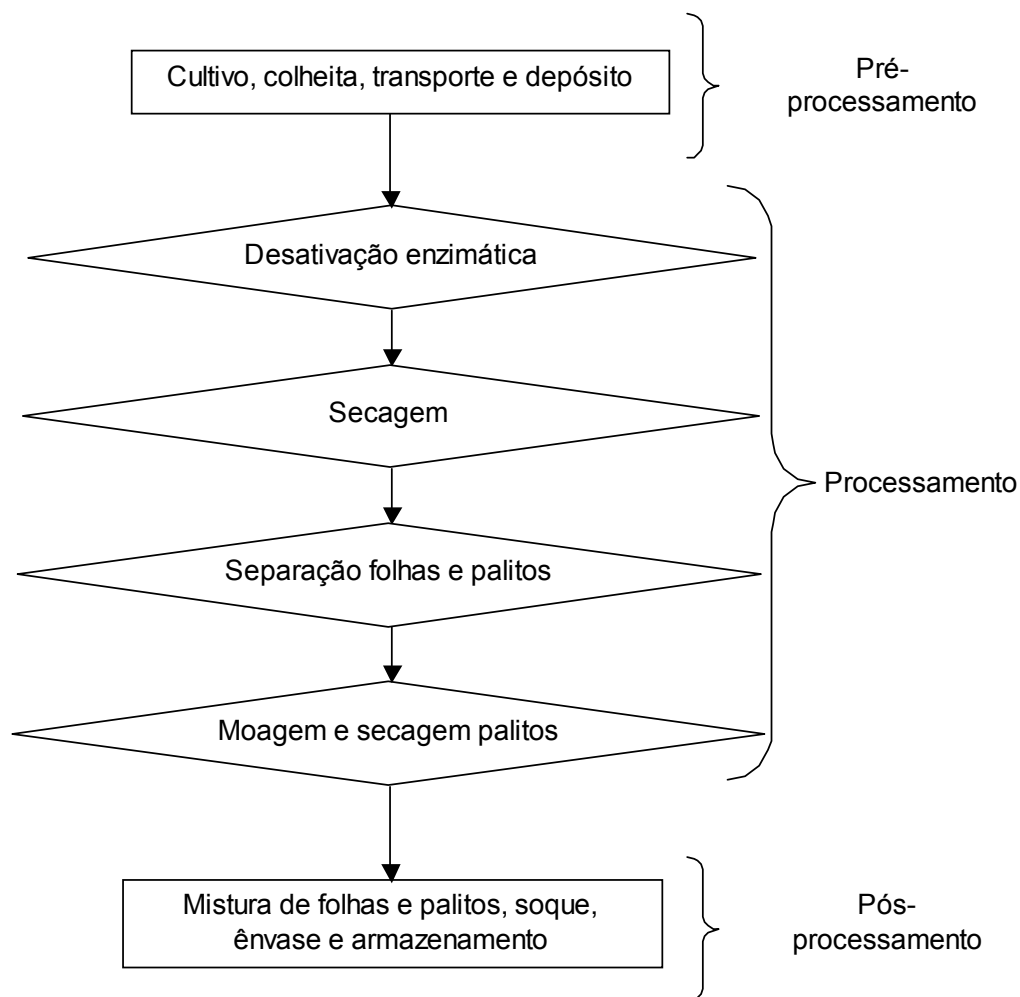 Cultivo, colheita, transporte e depósito
Pré-
processamento
Desativação enzimática
Secagem
Processamento
Separação folhas e palitos
Moagem e secagem palitos
Mistura de folhas e palitos, soque,
ênvase e armazenamento
Pós-
processamento